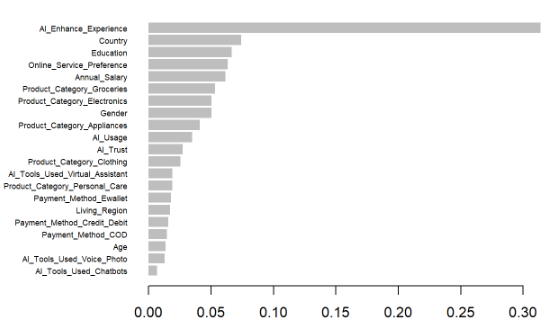 AI_Enhance_Experience
Country
Education
Online_Service_Preference
Annual_Salary
Product_Category_Groceries
Product_Category_Electronics
Gender
Product_Category_Appliances
AI_Usage
AI_Trust
Product_Category_Clothing
AI_Tools_Used_Virtual_Assistant
Product_Category_Personal_Care
Payment_Method_Ewallet
Living_Region
Payment_Method_Credit_Debit
Payment_Method_COD
Age
AI_Tools_Used_Voice_Photo
AI_Tools_Used_Chatbots
0.00 0.05 0.10 0.15 0.20 0.25 0.30